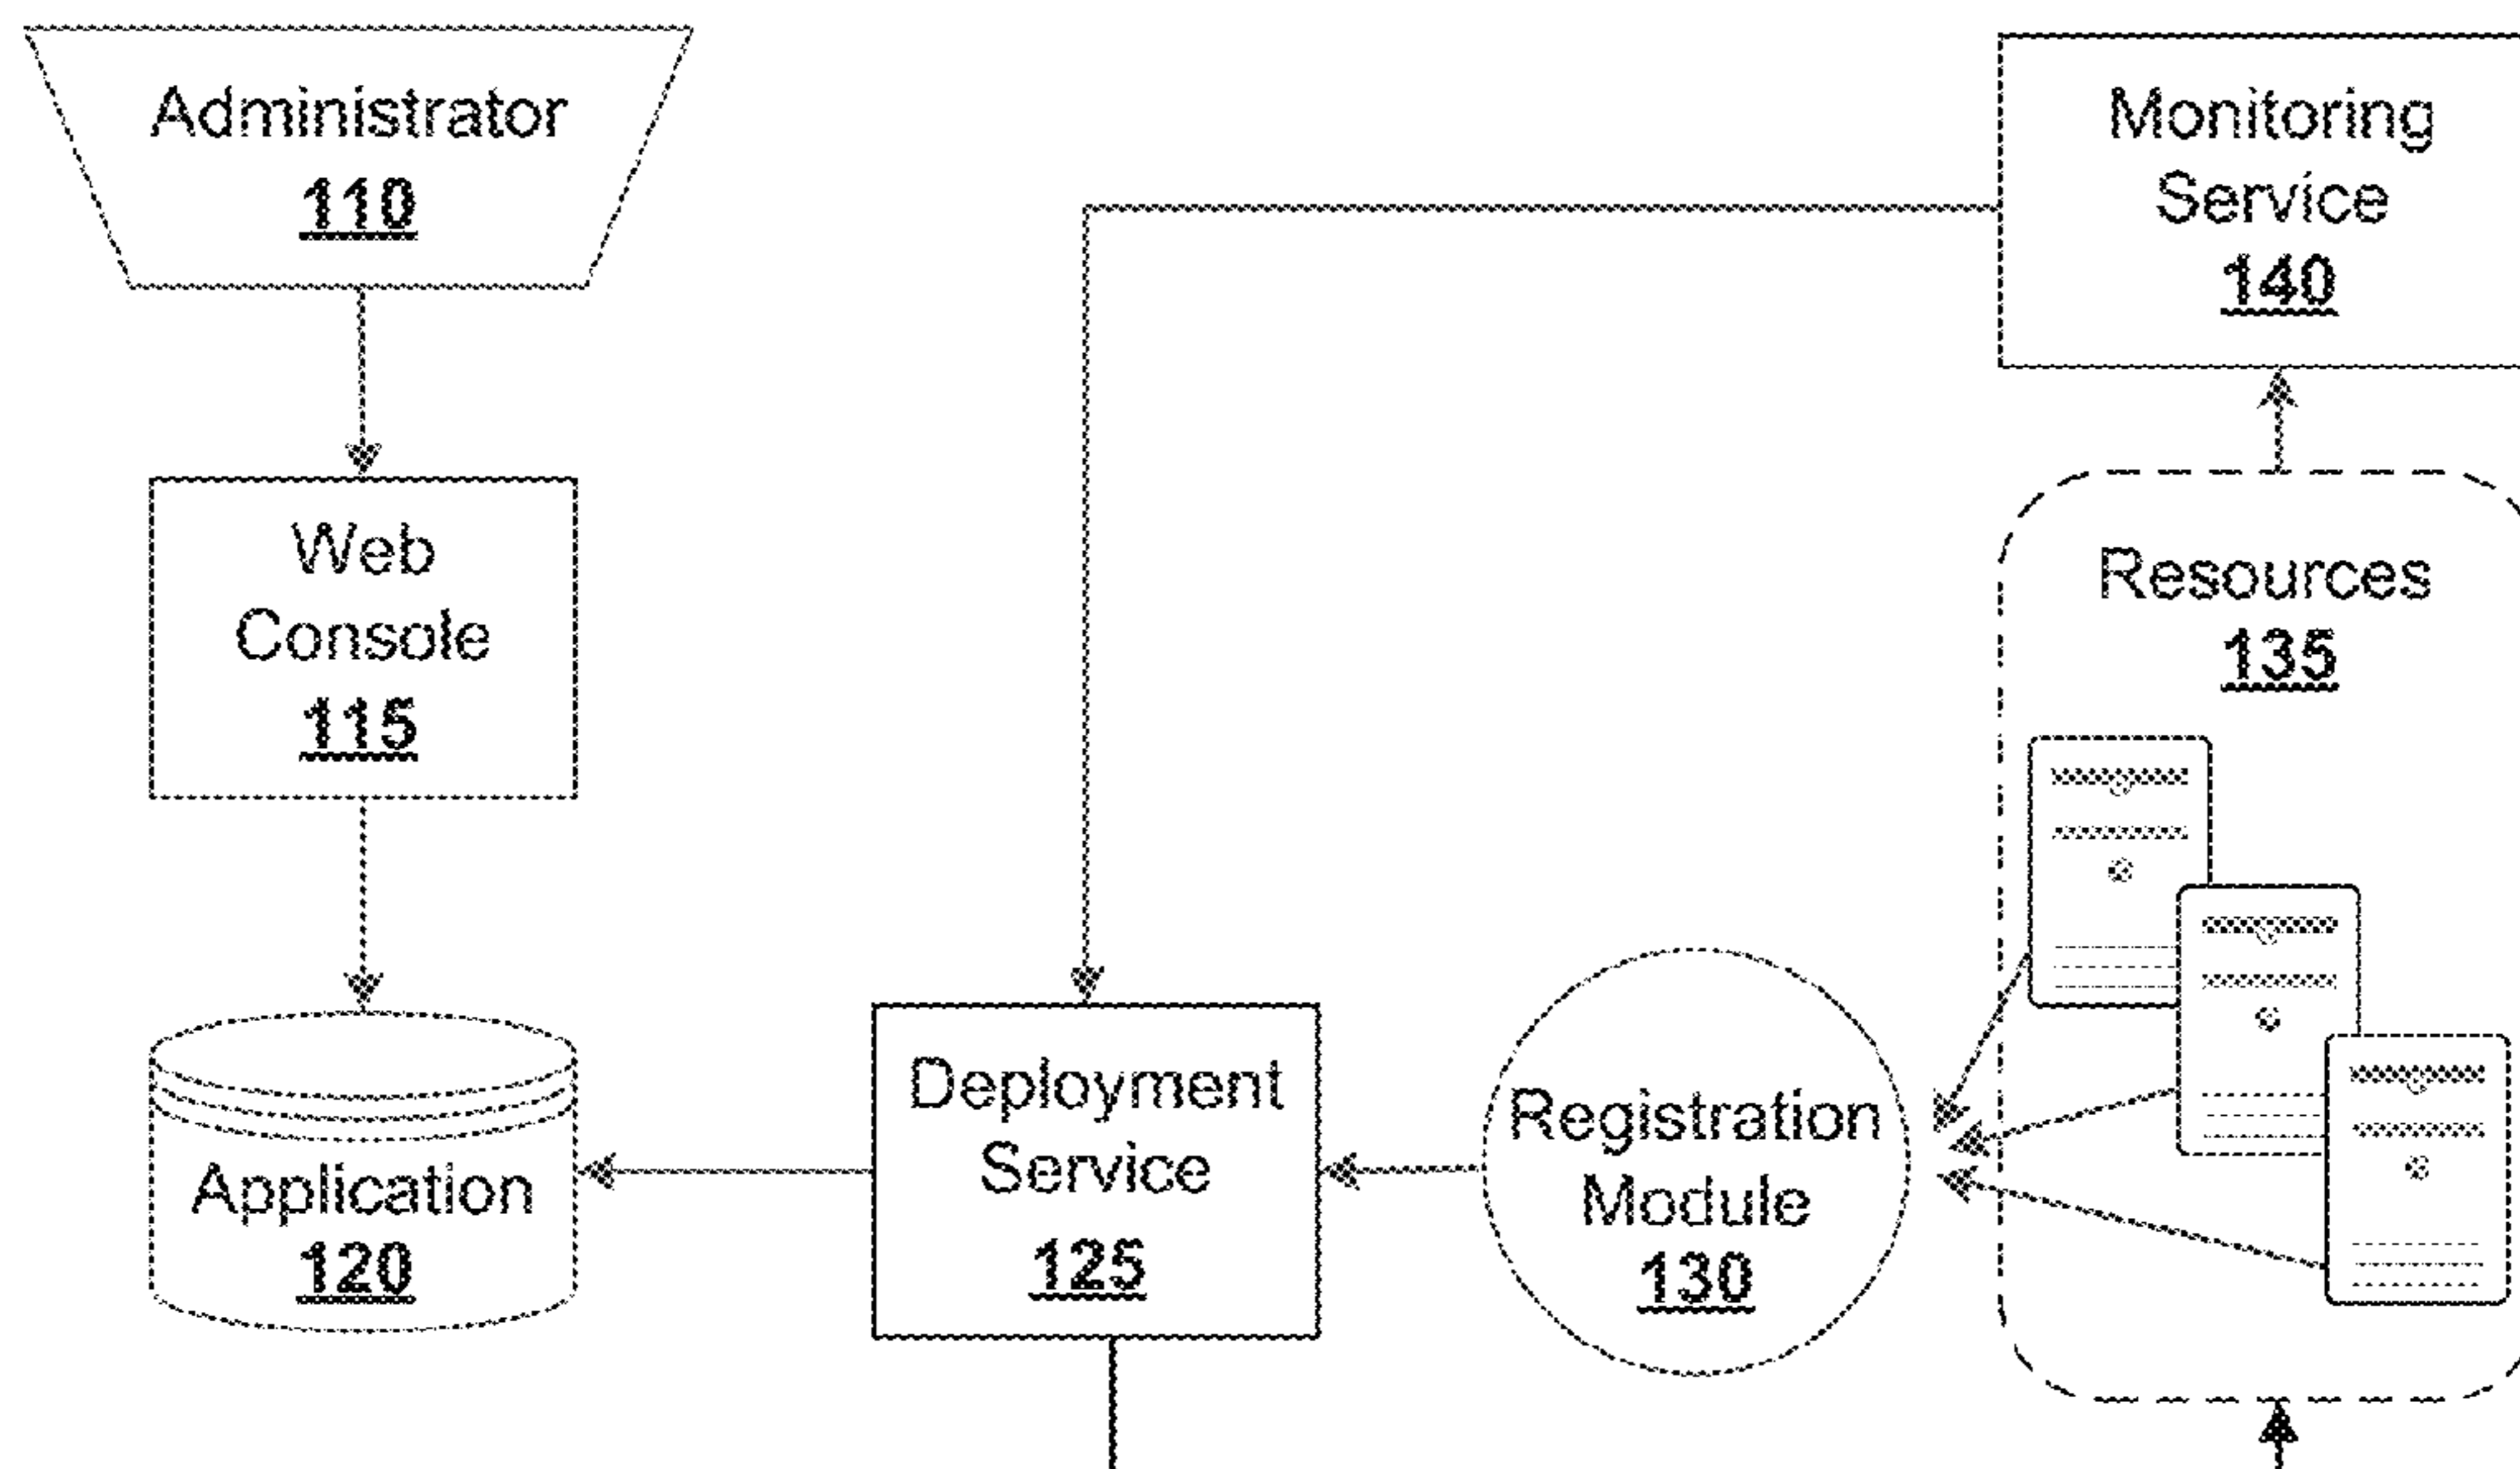 Administrator
110
Monitoring
Service
140
Web
Console
115
Resources
135
Deployment
Service
125
Registration
Module
130
Application
120